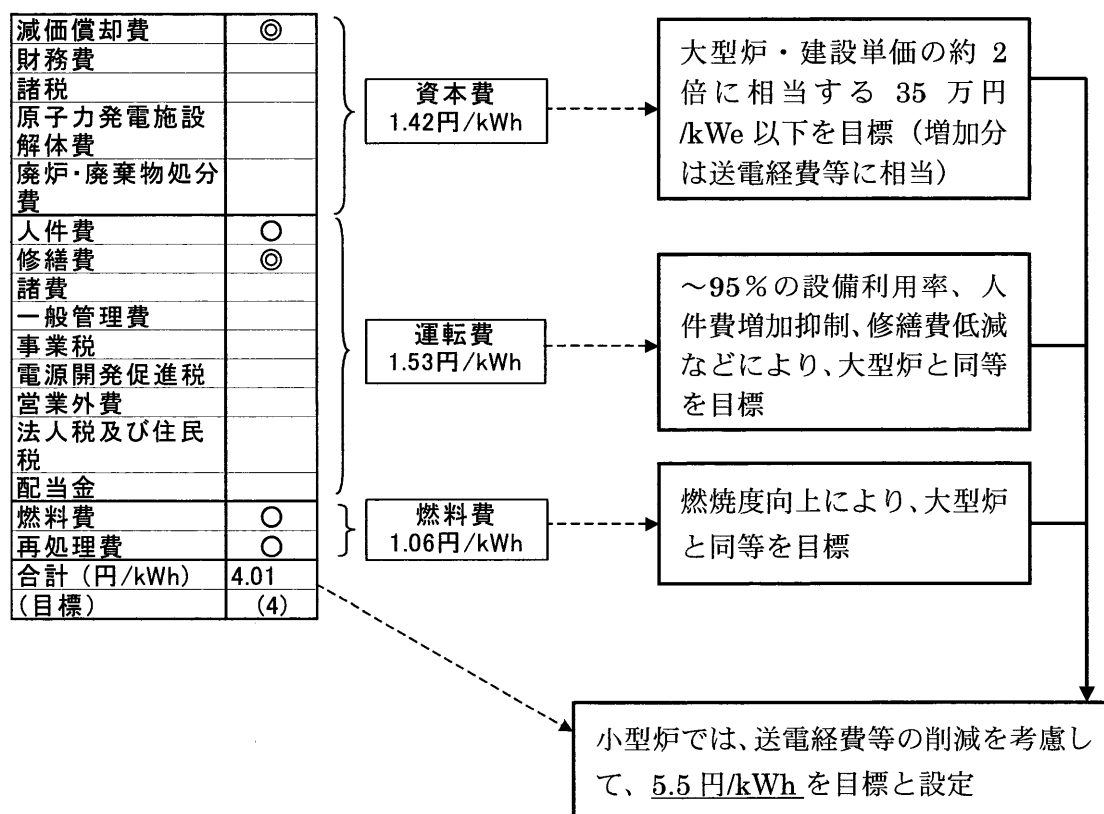 減価償却費 ◎
財務費
諸税
原子力発電施設
解体費
廃炉・廃棄物処分
費
人件費 ○
修繕費 ◎
諸費
一般管理費
事業税
電源開発促進税
営業外費
法人税及び住民
税
配当金
燃料費 ○
再処理費 ○
合計（円/kWh） 4.01
（目標） (4)
資本費
1.42円/kWh
運転費
1.53円/kWh
燃料費
1.06円/kWh
大型炉・建設単価の約 2
倍に相当する 35 万円
/kWe 以下を目標（増加分
は送電経費等に相当）
～95％の設備利用率、人
件費増加抑制、修繕費低減
などにより、大型炉と同等
を目標
燃焼度向上により、大型炉
と同等を目標
小型炉では、送電経費等の削減を考慮し
て、5.5 円/kWh を目標と設定